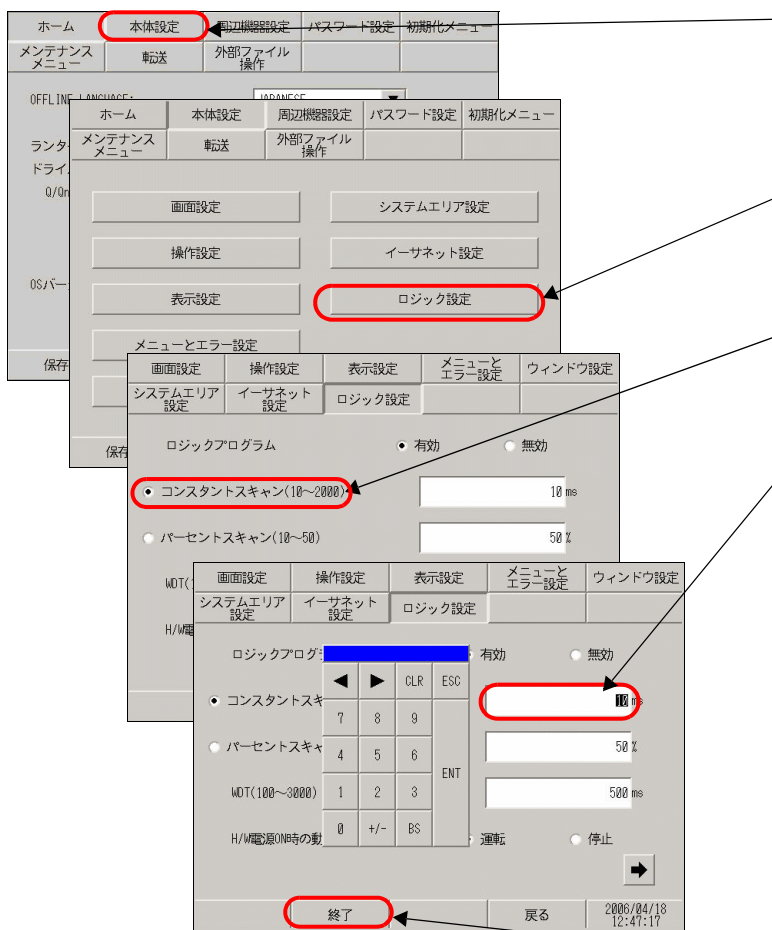 ホーム 本体設定 周辺機器設定 パスワード設定 初期化メニュー
メンテナンス
メニュー 転送 外部ファイル
操作
OFFLINE LANGUAGE: JAPANESE
ランタ
ドライ
Q/Qn
OSバー
保存
ホーム 本体設定 周辺機器設定 パスワード設定 初期化メニュー
メンテナンス
メニュー 転送 外部ファイル
操作
画面設定 システムエリア設定
操作設定 イーサネット設定
表示設定 ロジック設定
メニューとエラー設定
保存
画面設定 操作設定 表示設定 メニューと
エラー設定 ウィンドウ設定
システムエリア
設定 イーサネット
設定 ロジック設定
ロジックプログラム 有効 無効
コンスタントスキャン(10~2000) 10 ms
パーセントスキャン(10~50) 50 %
WDT(
H/W電
画面設定 操作設定 表示設定 メニューと
エラー設定 ウィンドウ設定
システムエリア
設定 イーサネット
設定 ロジック設定
ロジックプログラ 有効 無効
◀ ▶ CLR ESC
コンスタントスキ 10 ms
7 8 9
パーセントスキャ 50 %
4 5 6 ENT
WDT(100~3000) 1 2 3 500 ms
H/W電源ON時の動 0 +/- BS 運転 停止
終了 戻る 2006/04/18
12:47:17